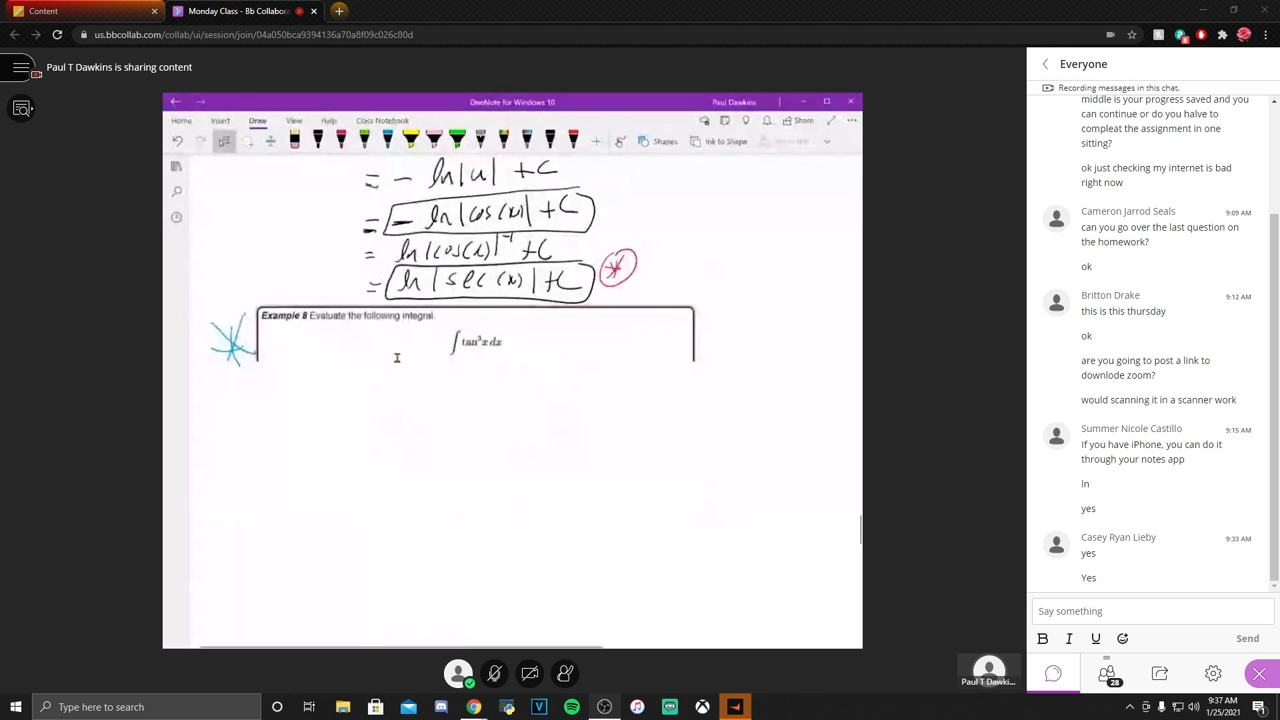 Content
Monday Class - Bb Collabora
us.bbcollab.com/collab/ui/session/join/04a050bca9394136a70a8f09c026c80d
Paul T Dawkins is sharing content
OneNote for Windows 10
Paul Dawkins
Home Insert Draw View Help Class Notebook
Share
Shapes
Ink to Shape
= - ln|u| + C
= - ln|cos(x)| + C
= ln|cos(x)|^-1 + C
= ln|sec(x)| + C
Example 8 Evaluate the following integral.
∫ tan³x dx
Everyone
Recording messages in this chat.
middle is your progress saved and you
can continue or do you halve to
compleat the assignment in one
sitting?
ok just checking my internet is bad
right now
Cameron Jarrod Seals 9:09 AM
can you go over the last question on
the homework?
ok
Britton Drake 9:12 AM
this is thursday
ok
are you going to post a link to
downlode zoom?
would scanning it in a scanner work
Summer Nicole Castillo 9:15 AM
If you have iPhone, you can do it
through your notes app
ln
yes
Casey Ryan Lieby 9:33 AM
yes
Yes
Say something
B I U
Send
28
Paul T Dawki...
Type here to search
9:37 AM
1/25/2021